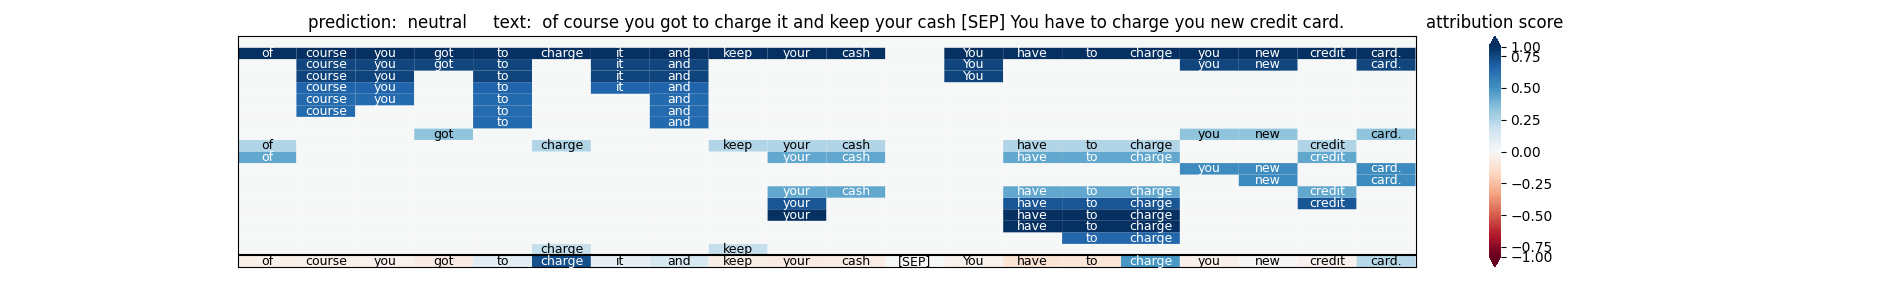 prediction:  neutral     text:  of course you got to charge it and keep your cash [SEP] You have to charge you new credit card.
attribution score
of course you got to charge it and keep your cash You have to charge you new credit card.
course you got to it and You you new card.
course you to it and You
course you to it and
course you to and
course to and
to and
got you new card.
of charge keep your cash have to charge credit
of your cash have to charge credit
you new card.
new card.
your cash have to charge credit
your have to charge credit
your have to charge
have to charge
to charge
charge keep
of course you got to charge it and keep your cash [SEP] You have to charge you new credit card.
1.00
0.75
0.50
0.25
0.00
−0.25
−0.50
−0.75
−1.00